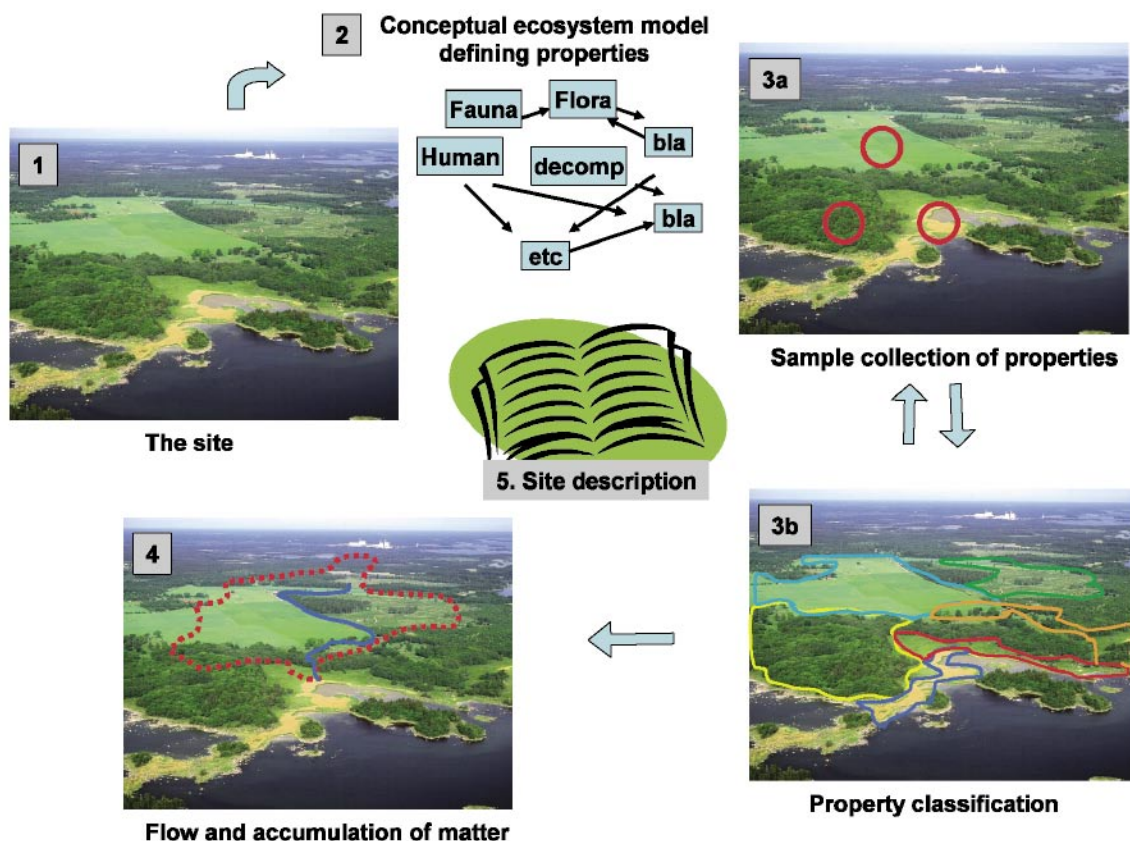 1
The site
2
Conceptual ecosystem model
defining properties
Fauna
Flora
bla
Human
decomp
bla
etc
3a
Sample collection of properties
3b
Property classification
4
Flow and accumulation of matter
5. Site description